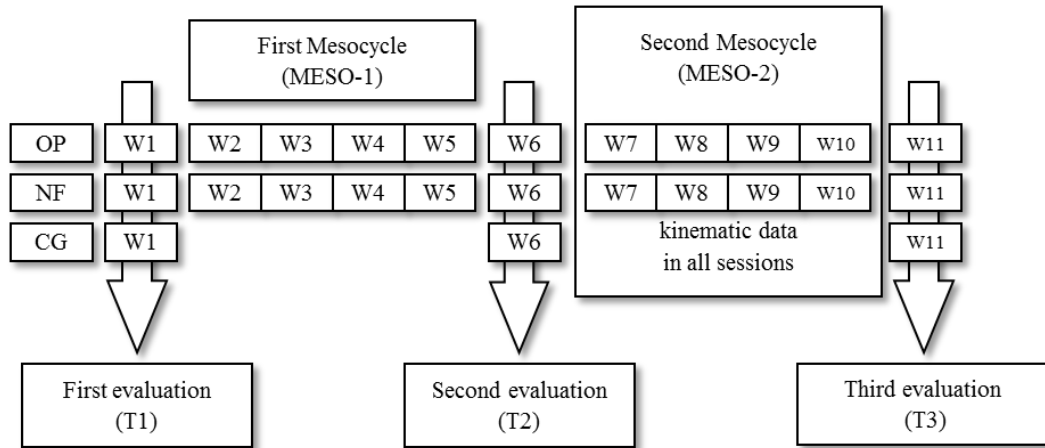 First Mesocycle
(MESO-1)
Second Mesocycle
(MESO-2)
OP W1 W2 W3 W4 W5 W6 W7 W8 W9 W10 W11
NF W1 W2 W3 W4 W5 W6 W7 W8 W9 W10 W11
CG W1 W6 W11
kinematic data
in all sessions
First evaluation
(T1)
Second evaluation
(T2)
Third evaluation
(T3)